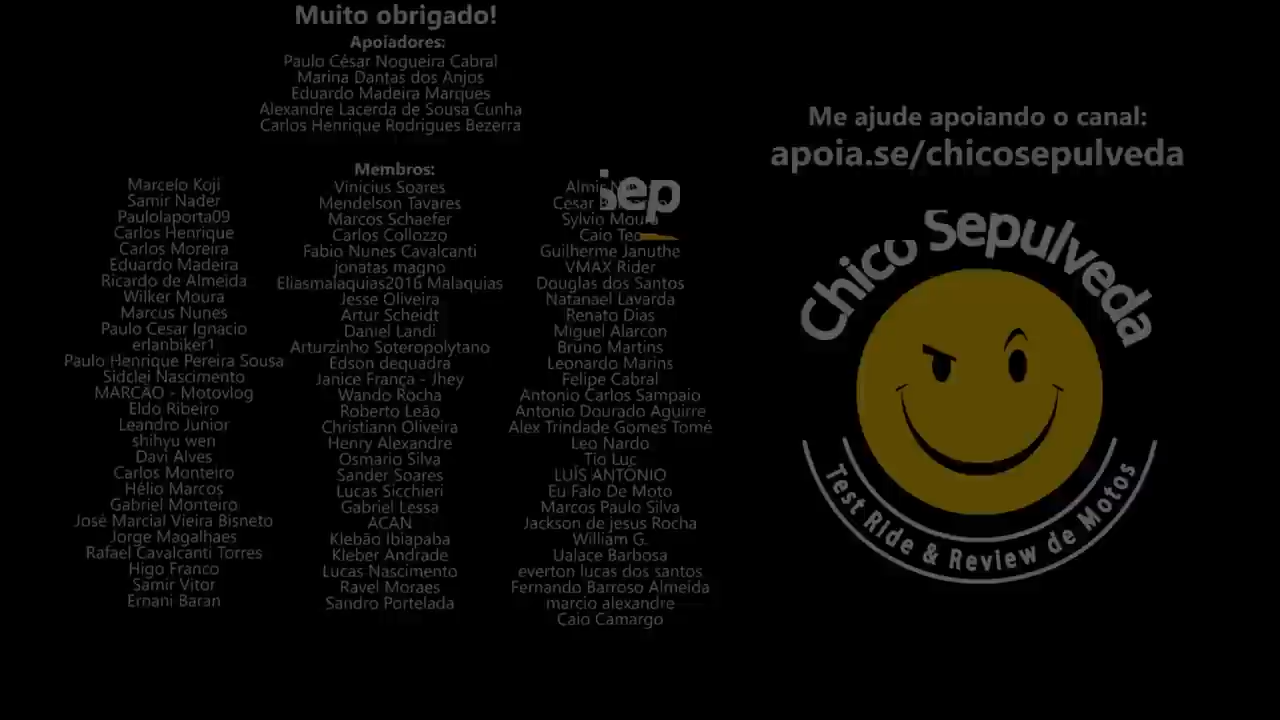 Muito obrigado!
Apoiadores:
Paulo César Nogueira Cabral
Marina Dantas dos Anjos
Eduardo Madeira Marques
Alexandre Lacerda de Sousa Cunha
Carlos Henrique Rodrigues Bezerra
Membros:
Marcelo Koji
Samir Nader
Paulolaporta09
Carlos Henrique
Carlos Moreira
Eduardo Madeira
Ricardo de Almeida
Wilker Moura
Marcus Nunes
Paulo Cesar Ignacio
erlanbiker1
Paulo Henrique Pereira Sousa
Sidclei Nascimento
MARCÃO - Motovlog
Eldo Ribeiro
Leandro Junior
shihyu wen
Davi Alves
Carlos Monteiro
Hélio Marcos
Gabriel Monteiro
José Marcial Vieira Bisneto
Jorge Magalhaes
Rafael Cavalcanti Torres
Higo Franco
Samir Vitor
Ernani Baran
Vinicius Soares
Mendelson Tavares
Marcos Schaefer
Carlos Collozzo
Fabio Nunes Cavalcanti
jonatas magno
Eliasmalaquias2016 Malaquias
Jesse Oliveira
Artur Scheidt
Daniel Landi
Arturzinho Soteropolytano
Edson dequadra
Janice França - Jhey
Wando Rocha
Roberto Leão
Christiann Oliveira
Henry Alexandre
Osmario Silva
Sander Soares
Lucas Sicchieri
Gabriel Lessa
ACAN
Klebão Ibiapaba
Kleber Andrade
Lucas Nascimento
Ravel Moraes
Sandro Portelada
Almir
César
Sylvio Moura
Caio
Guilherme Januthe
VMAX Rider
Douglas dos Santos
Natanael Lavarda
Renato Dias
Miguel Alarcon
Bruno Martins
Leonardo Marins
Felipe Cabral
Antonio Carlos Sampaio
Antonio Dourado Aguirre
Alex Trindade Gomes Tomé
Leo Nardo
Tio Luc
LUÍS ANTÔNIO
Eu Falo De Moto
Marcos Paulo Silva
Jackson de jesus Rocha
William G.
Ualace Barbosa
everton lucas dos santos
Fernando Barroso Almeida
marcio alexandre
Caio Camargo
Me ajude apoiando o canal:
apoia.se/chicosepulveda
Chico Sepulveda
Test Ride & Review de Motos